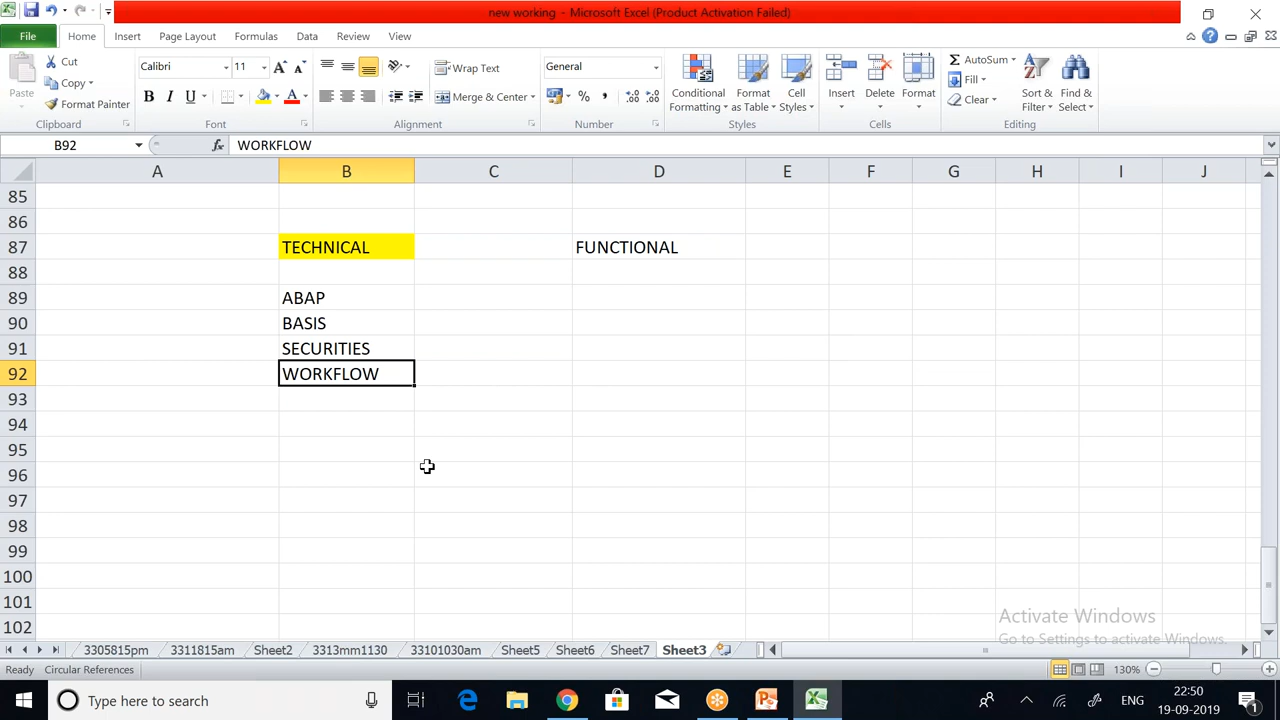 new working - Microsoft Excel (Product Activation Failed)
File Home Insert Page Layout Formulas Data Review View
Paste Cut Copy Format Painter Clipboard
Calibri 11 B I U A Font
Wrap Text Merge & Center Alignment
General % , Number
Conditional Formatting Format as Table Cell Styles Styles
Insert Delete Format Cells
AutoSum Fill Clear Sort & Filter Find & Select Editing
B92 fx WORKFLOW
A B C D E F G H I J
85
86
87 TECHNICAL FUNCTIONAL
88
89 ABAP
90 BASIS
91 SECURITIES
92 WORKFLOW
93
94
95
96
97
98
99
100
101
102
Activate Windows
Go to Settings to activate Windows.
3305815pm 3311815am Sheet2 3313mm1130 33101030am Sheet5 Sheet6 Sheet7 Sheet3
Ready Circular References 130%
Type here to search ENG 22:50
19-09-2019 1